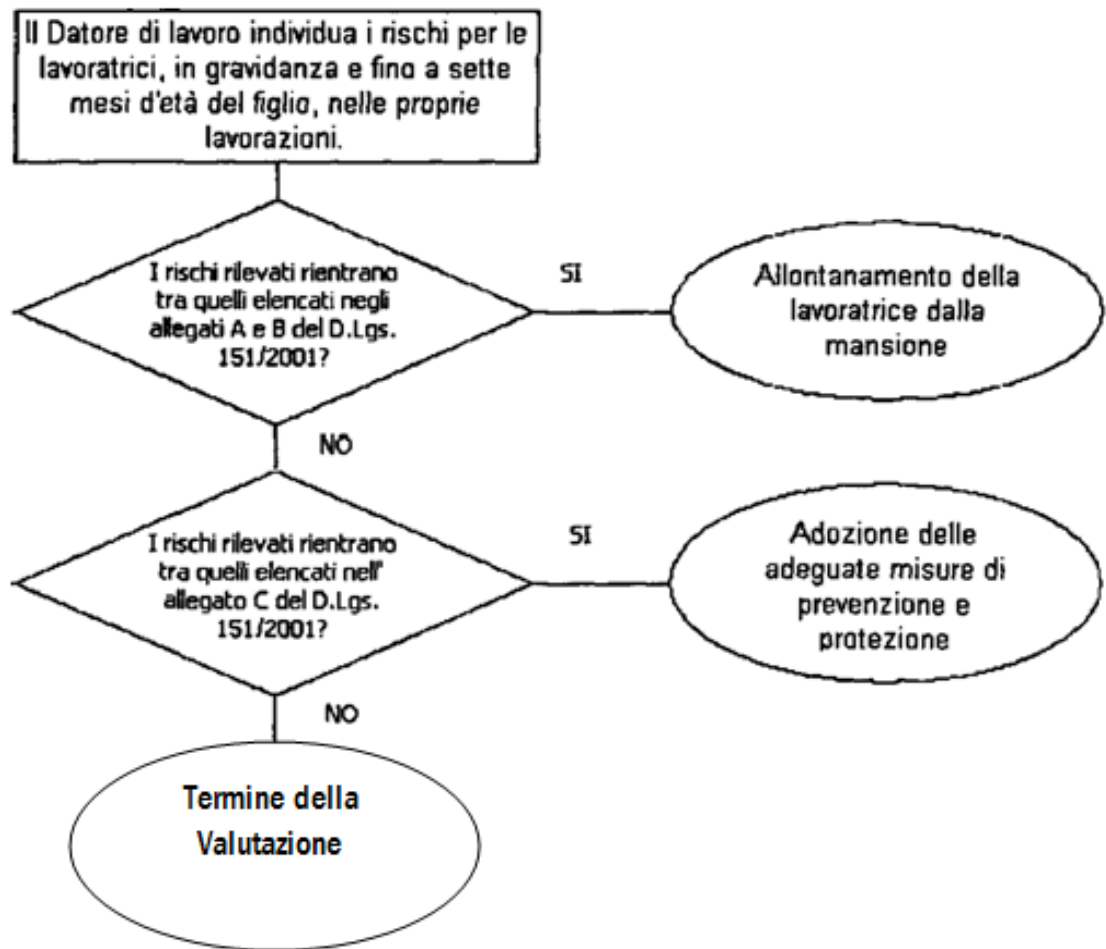 Il Datore di lavoro individua i rischi per le
lavoratrici, in gravidanza e fino a sette
mesi d'età del figlio, nelle proprie
lavorazioni.
I rischi rilevati rientrano
tra quelli elencati negli
allegati A e B del D.Lgs.
151/2001?
SI
Allontanamento della
lavoratrice dalla
mansione
NO
I rischi rilevati rientrano
tra quelli elencati nell'
allegato C del D.Lgs.
151/2001?
SI
Adozione delle
adeguate misure di
prevenzione e
protezione
NO
Termine della
Valutazione